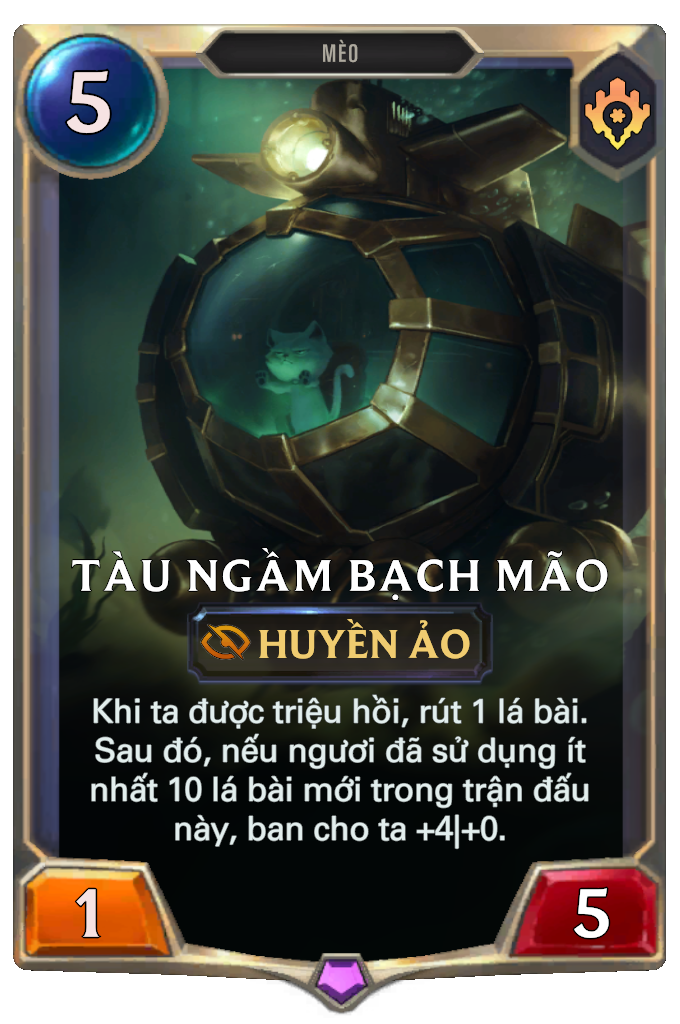 5
MÈO
TÀU NGẦM BẠCH MÃO
HUYỀN ẢO
Khi ta được triệu hồi, rút 1 lá bài.
Sau đó, nếu ngươi đã sử dụng ít
nhất 10 lá bài mới trong trận đấu
này, ban cho ta +4|+0.
1
5